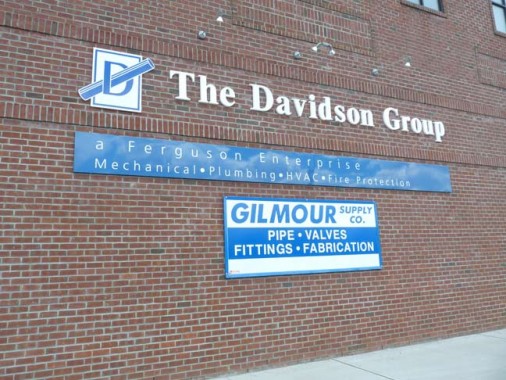 D
The Davidson Group
a Ferguson Enterprise
Mechanical•Plumbing•HVAC•Fire Protection
GILMOUR SUPPLY CO.
PIPE • VALVES
FITTINGS • FABRICATION